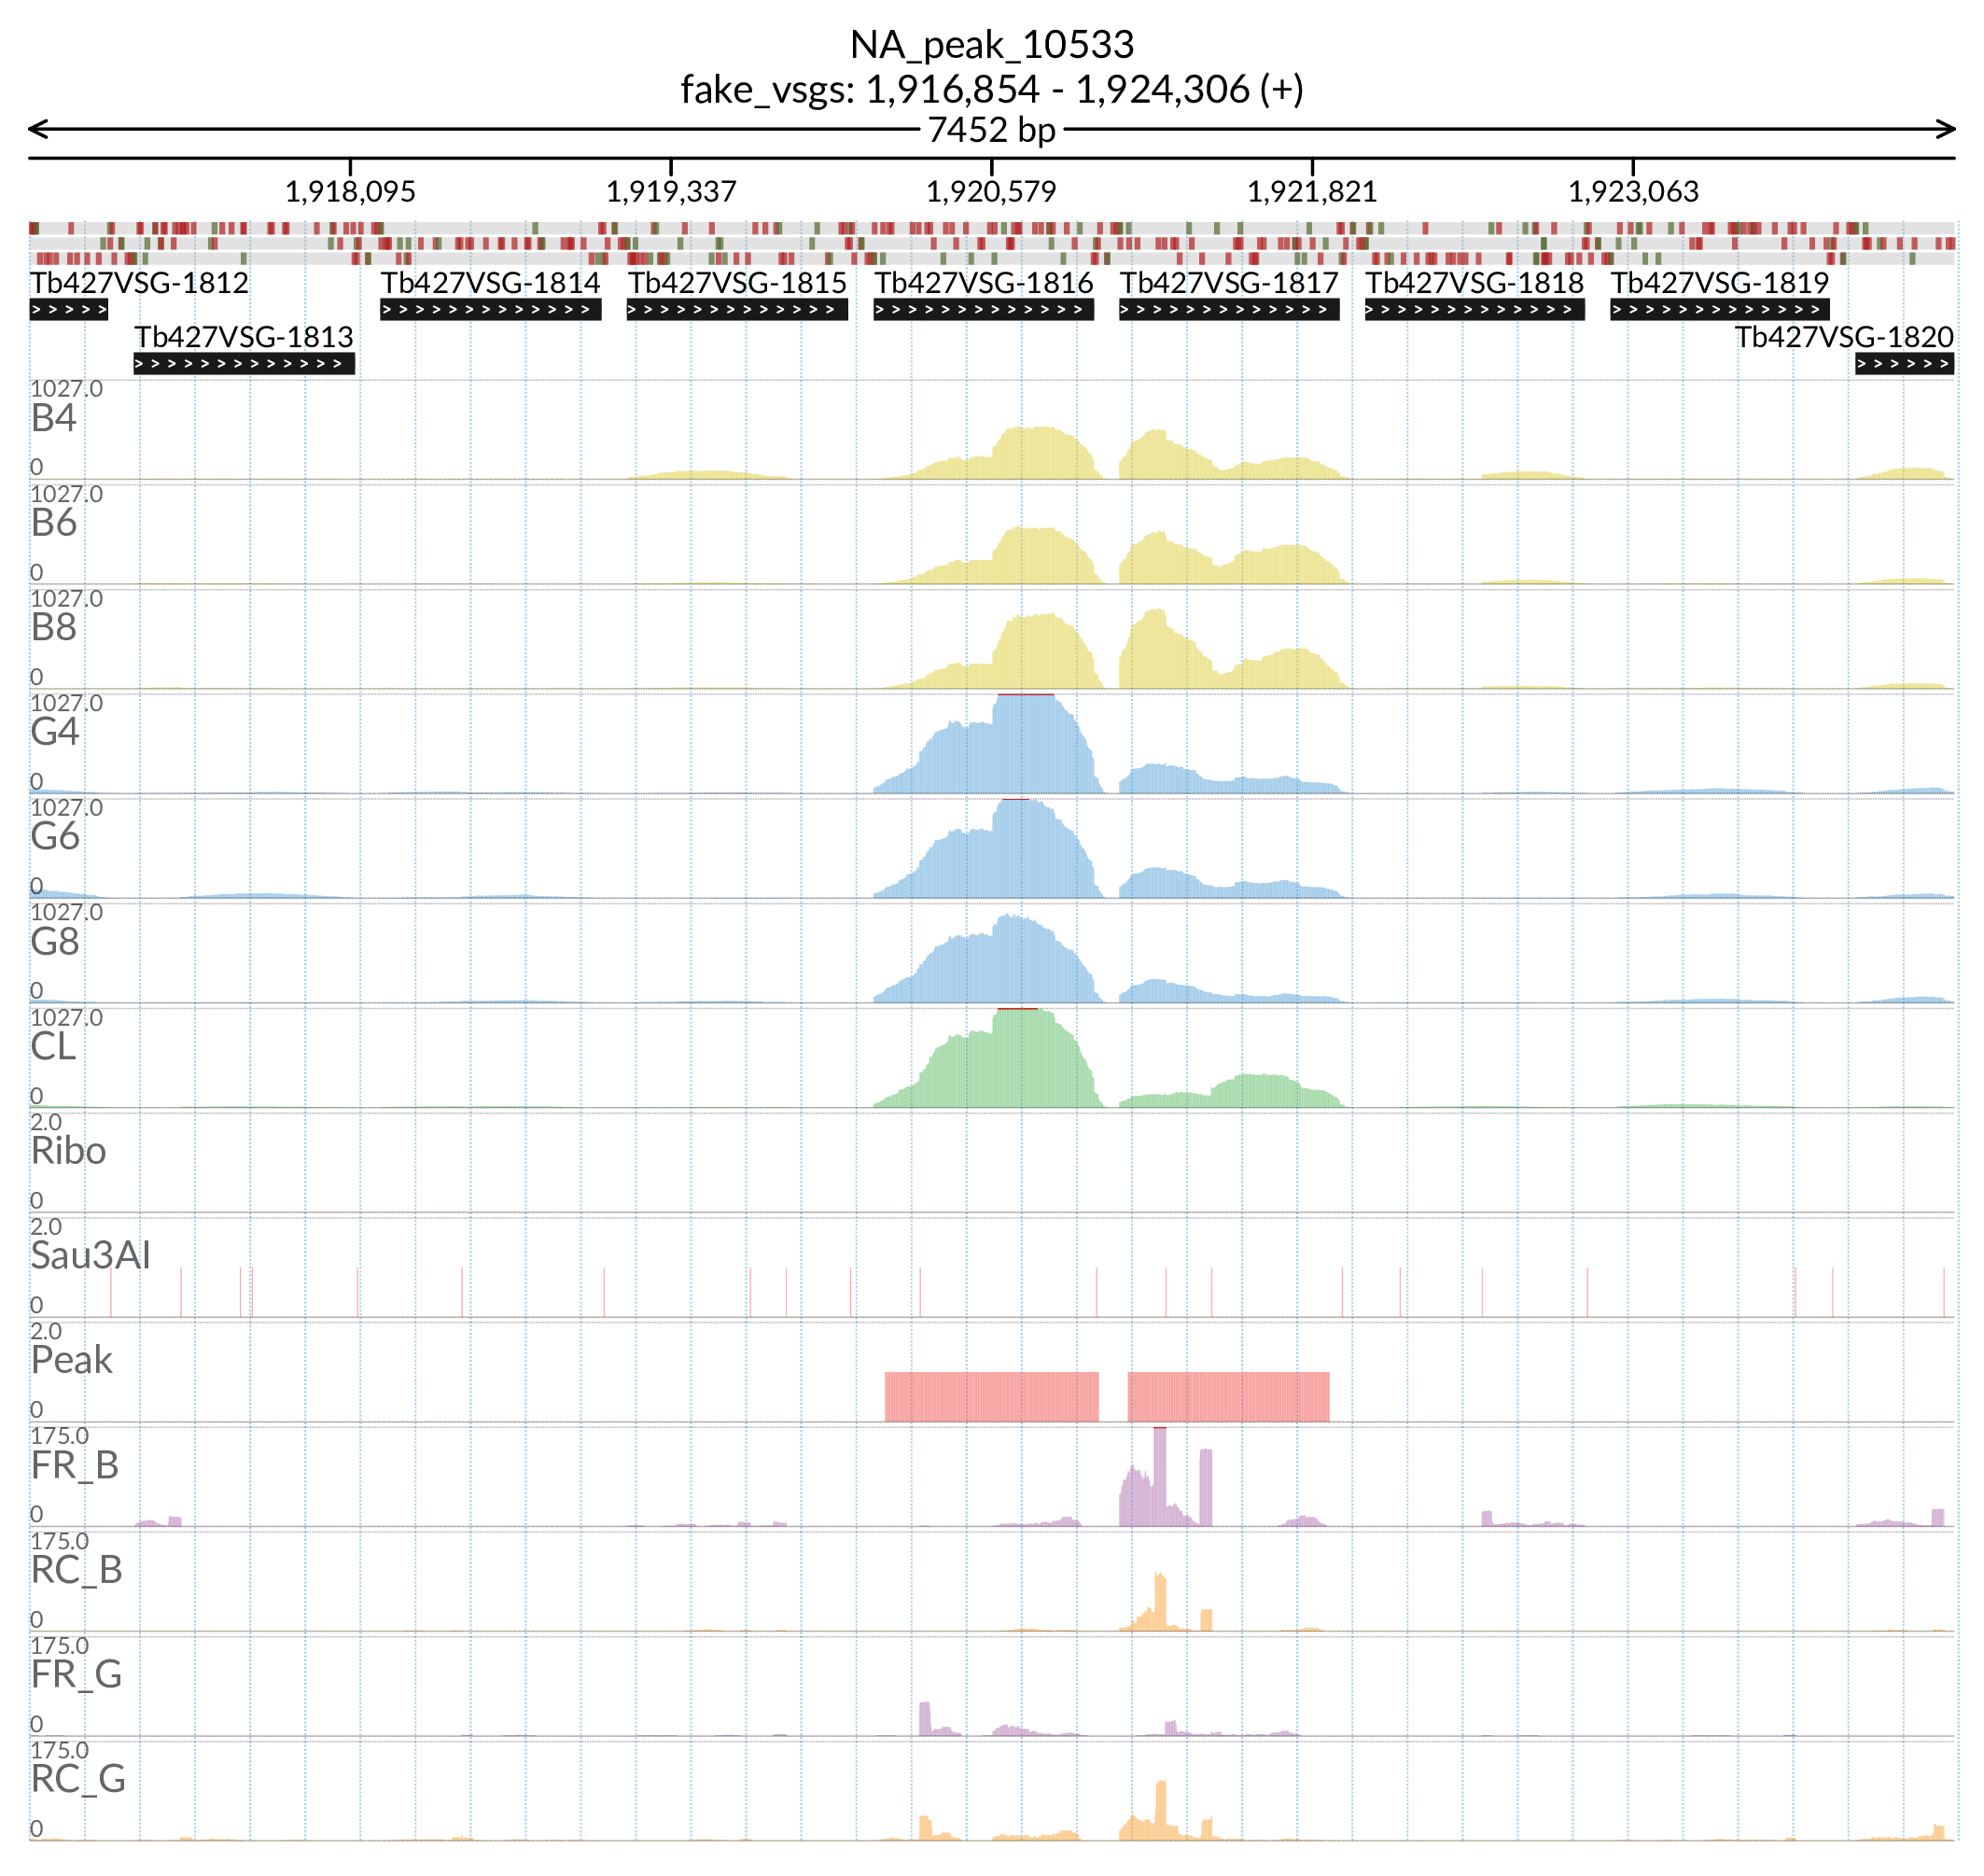 NA_peak_10533
fake_vsgs: 1,916,854 - 1,924,306 (+)
7452 bp
1,918,095 1,919,337 1,920,579 1,921,821 1,923,063
Tb427VSG-1812 Tb427VSG-1814 Tb427VSG-1815 Tb427VSG-1816 Tb427VSG-1817 Tb427VSG-1818 Tb427VSG-1819
Tb427VSG-1813 Tb427VSG-1820
1027.0
B4
0
1027.0
B6
0
1027.0
B8
0
1027.0
G4
0
1027.0
G6
0
1027.0
G8
0
1027.0
CL
0
2.0
Ribo
0
2.0
Sau3AI
0
2.0
Peak
0
175.0
FR_B
0
175.0
RC_B
0
175.0
FR_G
0
175.0
RC_G
0